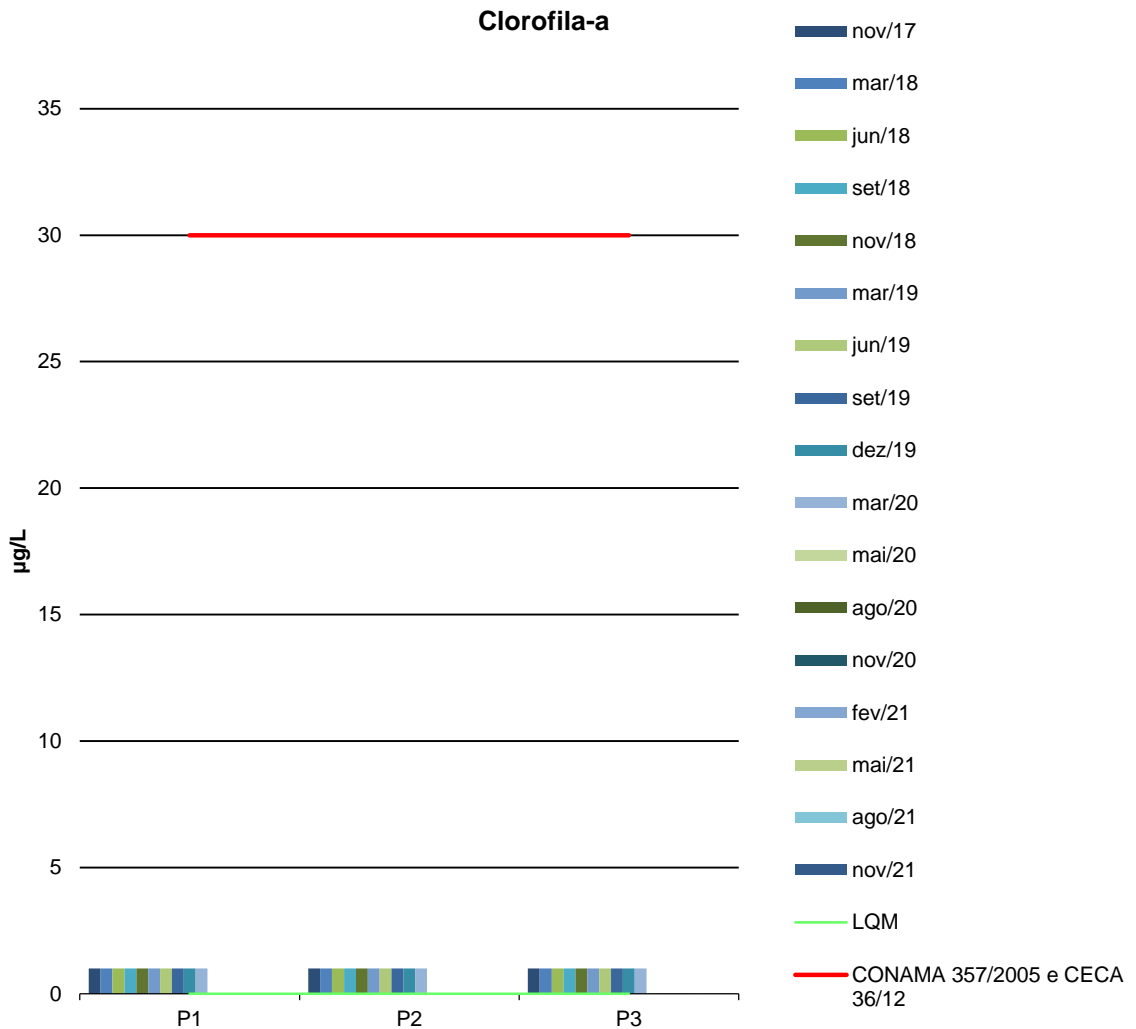 Clorofila-a
µg/L
35
30
25
20
15
10
5
0
P1
P2
P3
nov/17
mar/18
jun/18
set/18
nov/18
mar/19
jun/19
set/19
dez/19
mar/20
mai/20
ago/20
nov/20
fev/21
mai/21
ago/21
nov/21
LQM
CONAMA 357/2005 e CECA
36/12